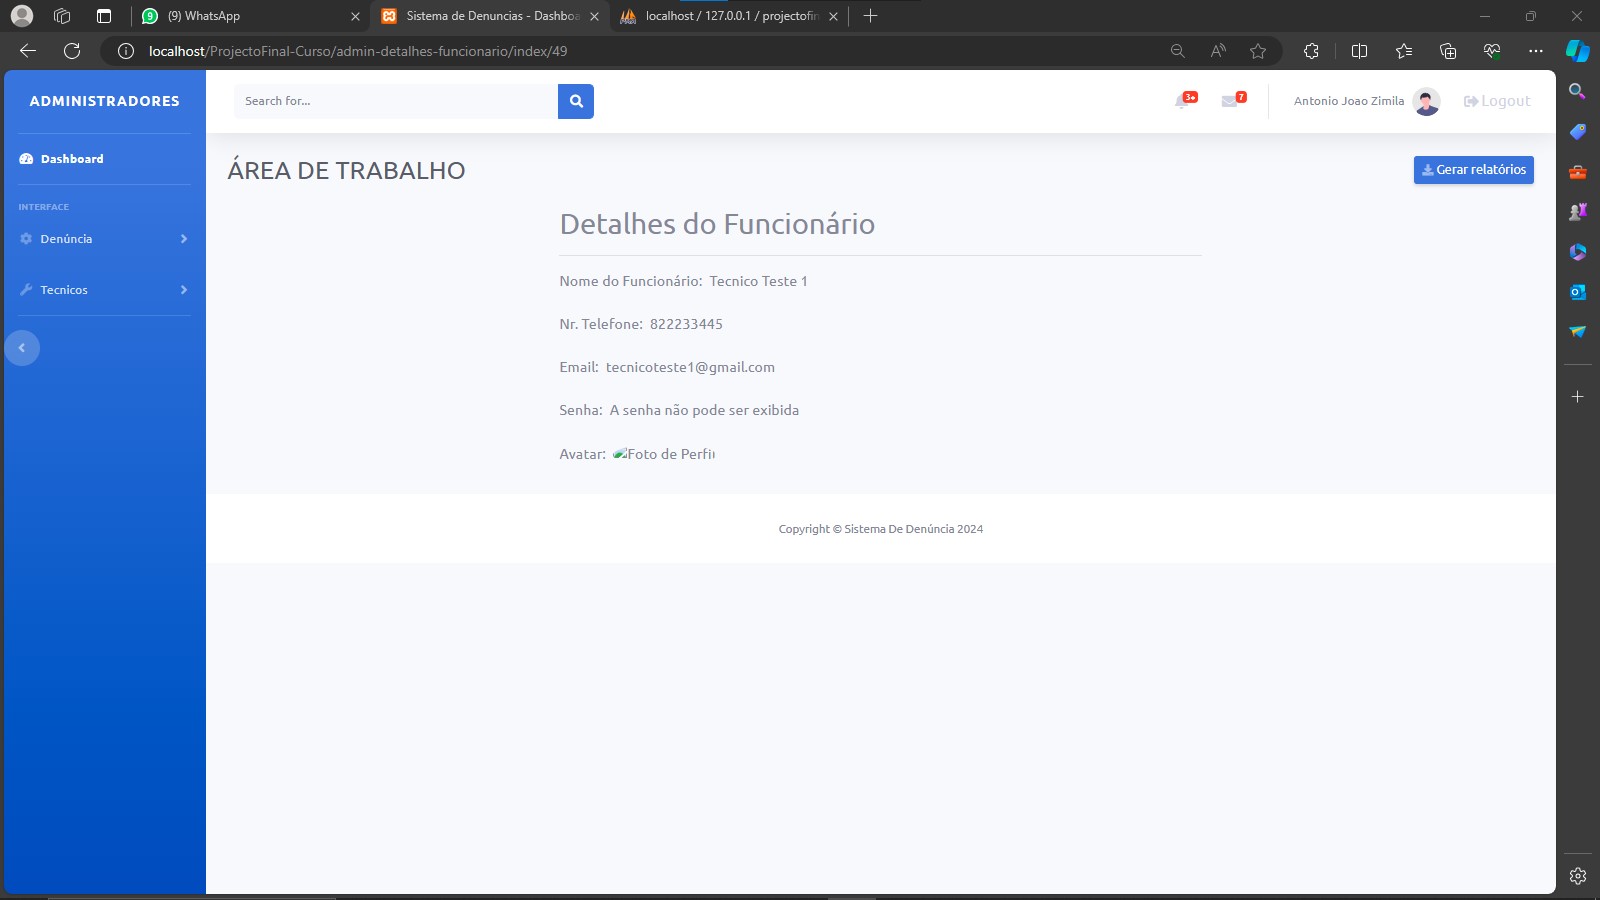 (9) WhatsApp
Sistema de Denuncias - Dashboa
localhost / 127.0.0.1 / projectofin
localhost/ProjectoFinal-Curso/admin-detalhes-funcionario/index/49
ADMINISTRADORES
Search for...
3+
7
Antonio Joao Zimila
Logout
Dashboard
INTERFACE
Denúncia
Tecnicos
ÁREA DE TRABALHO
Gerar relatórios
Detalhes do Funcionário
Nome do Funcionário: Tecnico Teste 1
Nr. Telefone: 822233445
Email: tecnicoteste1@gmail.com
Senha: A senha não pode ser exibida
Avatar: Foto de Perfil
Copyright © Sistema De Denúncia 2024